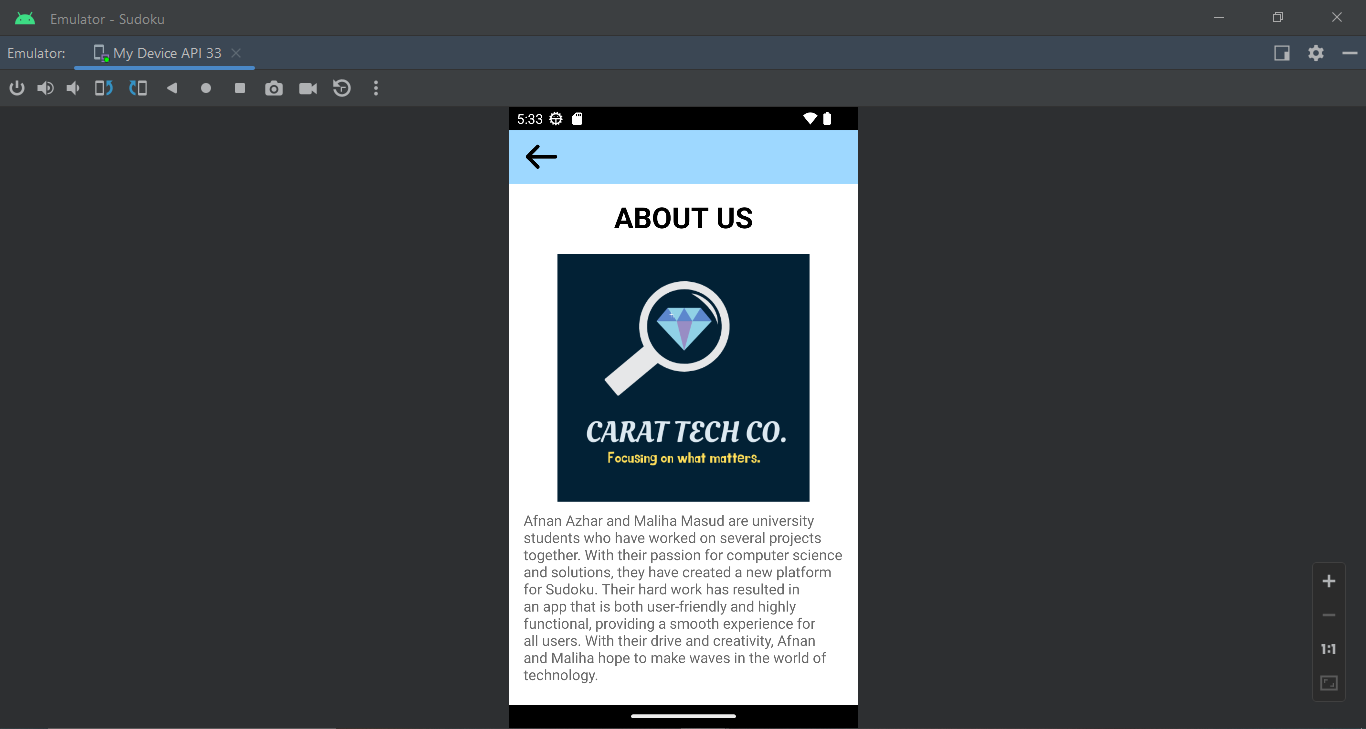 Emulator - Sudoku
Emulator: My Device API 33
5:33
ABOUT US
CARAT TECH CO.
Focusing on what matters.
Afnan Azhar and Maliha Masud are university
students who have worked on several projects
together. With their passion for computer science
and solutions, they have created a new platform
for Sudoku. Their hard work has resulted in
an app that is both user-friendly and highly
functional, providing a smooth experience for
all users. With their drive and creativity, Afnan
and Maliha hope to make waves in the world of
technology.
1:1